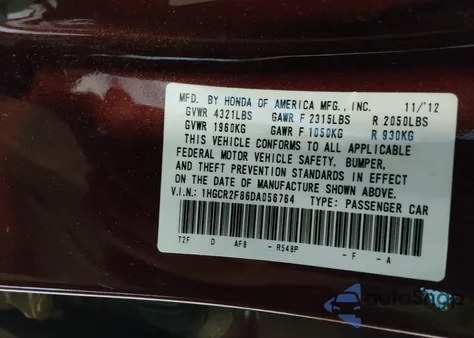 MFD. BY HONDA OF AMERICA MFG., INC. 11/'12
GVWR 4321LBS GAWR F 2315LBS R 2050LBS
GVWR 1960KG GAWR F 1050KG R 930KG
THIS VEHICLE CONFORMS TO ALL APPLICABLE
FEDERAL MOTOR VEHICLE SAFETY, BUMPER,
AND THEFT PREVENTION STANDARDS IN EFFECT
ON THE DATE OF MANUFACTURE SHOWN ABOVE.
V.I.N.: 1HGCR2F86DA056764 TYPE: PASSENGER CAR
T2F D AF8 - R548P - F - A
autoSnap